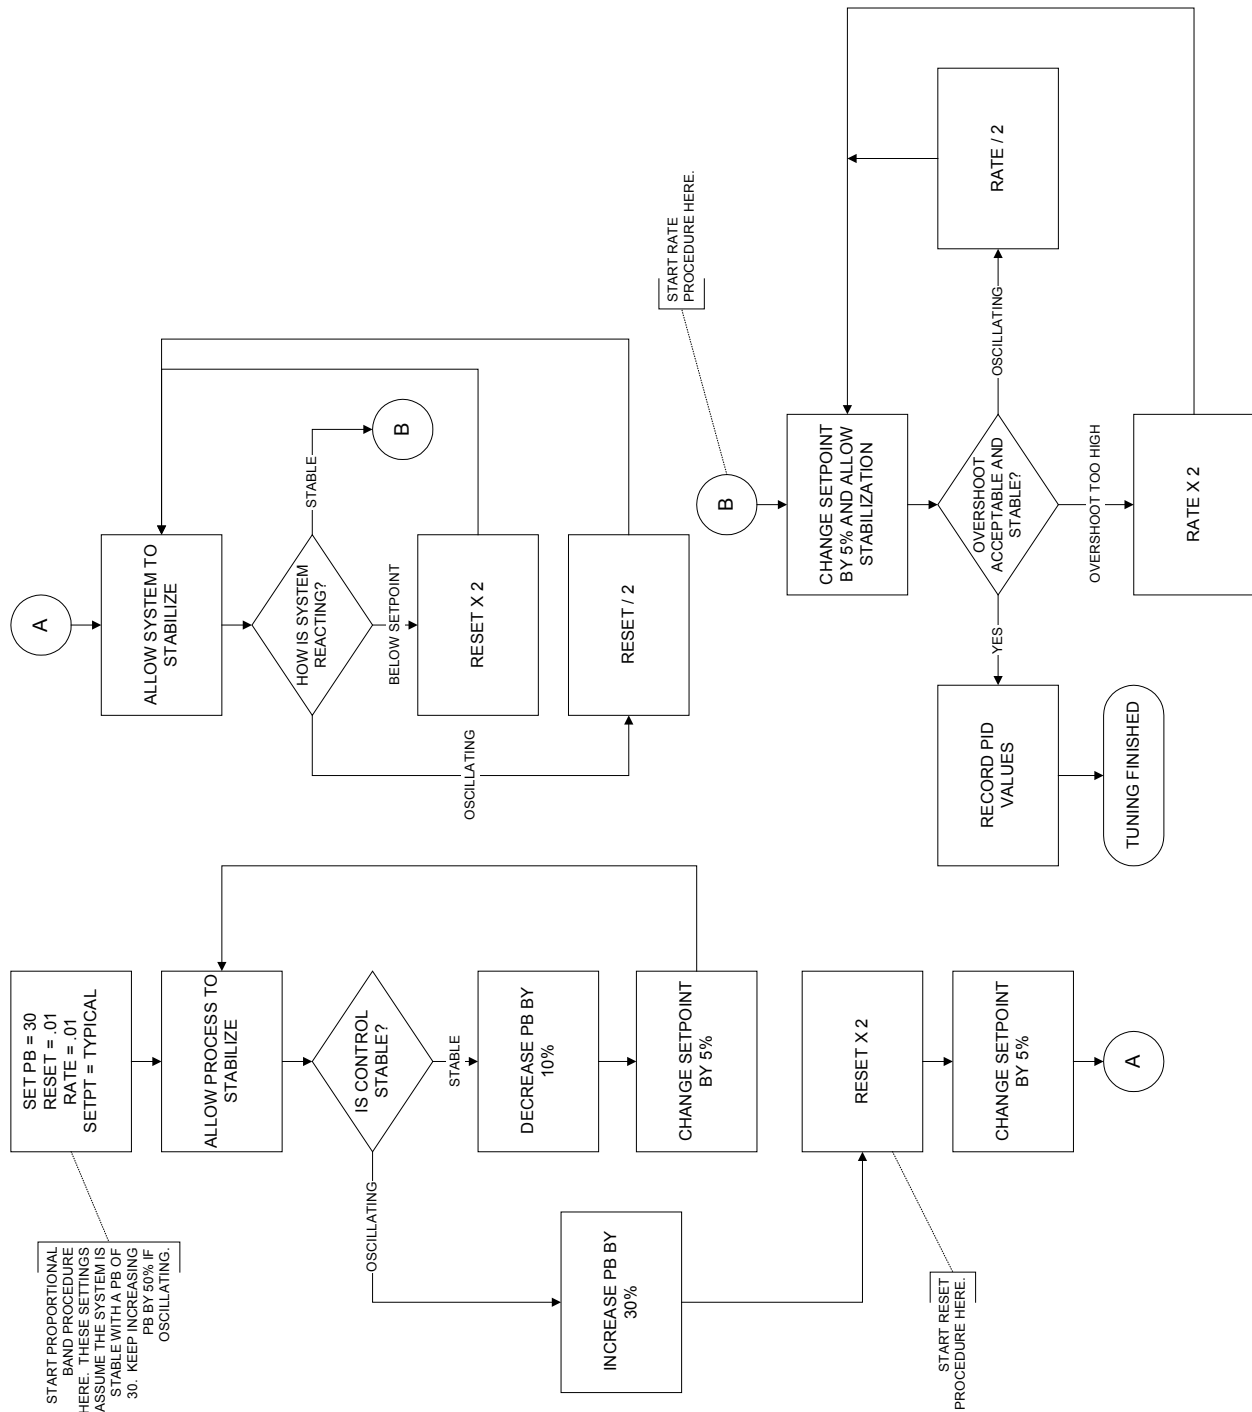 START PROPORTIONAL
BAND PROCEDURE
HERE. THESE SETTINGS
ASSUME THE SYSTEM IS
STABLE WITH A PB OF
30. KEEP INCREASING
PB BY 50% IF
OSCILLATING.
SET PB = 30
RESET = .01
RATE = .01
SETPT = TYPICAL
ALLOW PROCESS TO
STABILIZE
IS CONTROL
STABLE?
OSCILLATING
STABLE
DECREASE PB BY
10%
CHANGE SETPOINT
BY 5%
INCREASE PB BY
30%
START RESET
PROCEDURE HERE.
RESET X 2
CHANGE SETPOINT
BY 5%
A
A
ALLOW SYSTEM TO
STABILIZE
HOW IS SYSTEM
REACTING?
STABLE
B
BELOW SETPOINT
OSCILLATING
RESET X 2
RESET / 2
START RATE
PROCEDURE HERE.
B
CHANGE SETPOINT
BY 5% AND ALLOW
STABILIZATION
OVERSHOOT
ACCEPTABLE AND
STABLE?
YES
OSCILLATING
OVERSHOOT TOO HIGH
RATE / 2
RATE X 2
RECORD PID
VALUES
TUNING FINISHED